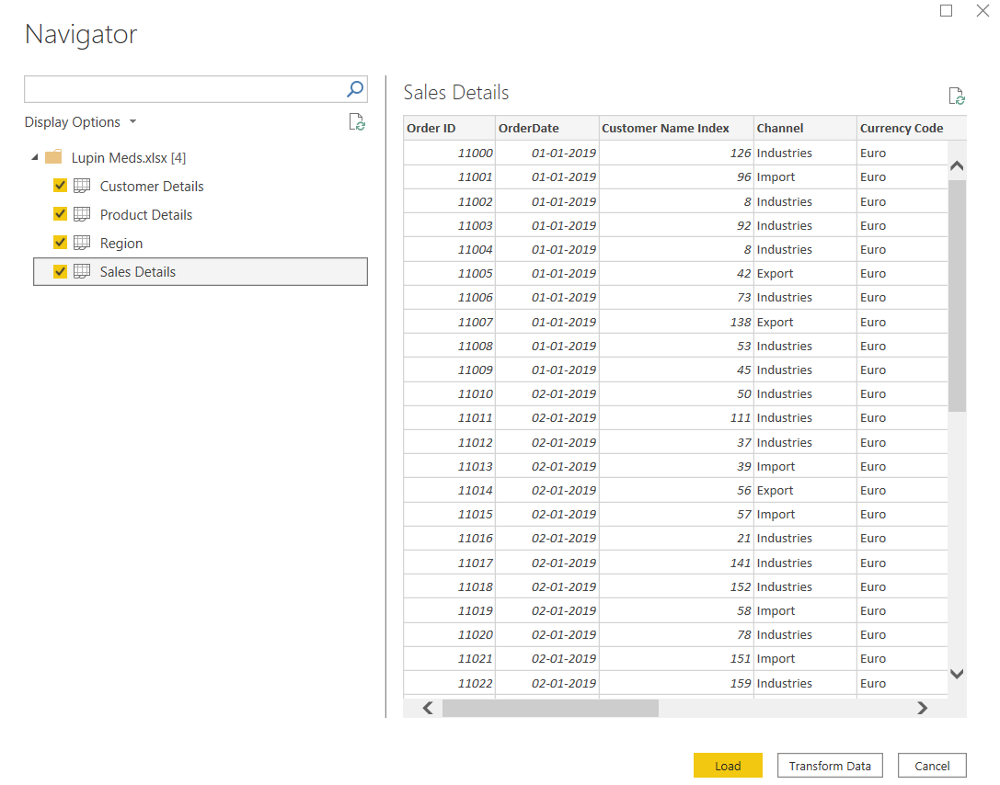 Navigator
Display Options
Lupin Meds.xlsx [4]
Customer Details
Product Details
Region
Sales Details
Sales Details
Order ID OrderDate Customer Name Index Channel Currency Code
11000 01-01-2019 126 Industries Euro
11001 01-01-2019 96 Import Euro
11002 01-01-2019 8 Industries Euro
11003 01-01-2019 92 Industries Euro
11004 01-01-2019 8 Industries Euro
11005 01-01-2019 42 Export Euro
11006 01-01-2019 73 Industries Euro
11007 01-01-2019 138 Export Euro
11008 01-01-2019 53 Industries Euro
11009 01-01-2019 45 Industries Euro
11010 02-01-2019 50 Industries Euro
11011 02-01-2019 111 Industries Euro
11012 02-01-2019 37 Industries Euro
11013 02-01-2019 39 Import Euro
11014 02-01-2019 56 Export Euro
11015 02-01-2019 57 Import Euro
11016 02-01-2019 21 Industries Euro
11017 02-01-2019 141 Industries Euro
11018 02-01-2019 152 Industries Euro
11019 02-01-2019 58 Import Euro
11020 02-01-2019 78 Industries Euro
11021 02-01-2019 151 Import Euro
11022 02-01-2019 159 Industries Euro
Load Transform Data Cancel